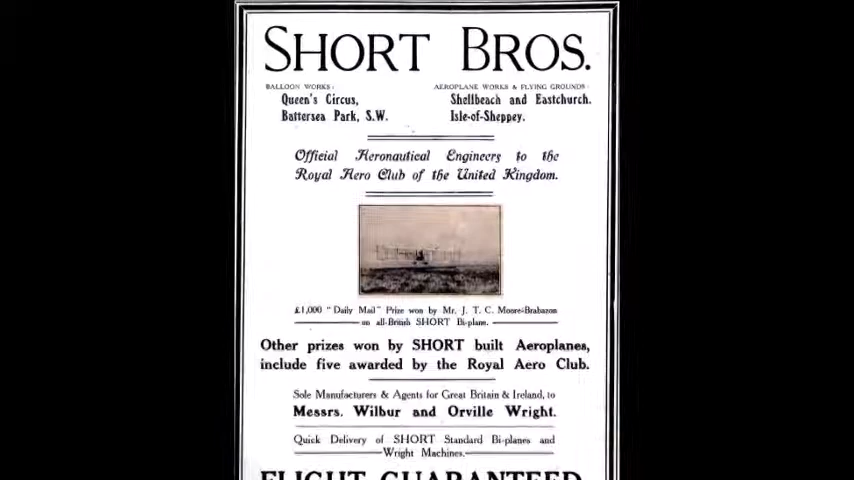 SHORT BROS.
BALLOON WORKS:
Queen's Circus,
Battersea Park, S.W.
AEROPLANE WORKS & FLYING GROUNDS:
Shellbeach and Eastchurch.
Isle-of-Sheppey.
Official Aeronautical Engineers to the
Royal Aero Club of the United Kingdom.
£1,000 "Daily Mail" Prize won by Mr. J. T. C. Moore-Brabazon
on all-British SHORT Bi-plane.
Other prizes won by SHORT built Aeroplanes,
include five awarded by the Royal Aero Club.
Sole Manufacturers & Agents for Great Britain & Ireland, to
Messrs. Wilbur and Orville Wright.
Quick Delivery of SHORT Standard Bi-planes and
Wright Machines.
FLIGHT GUARANTEED